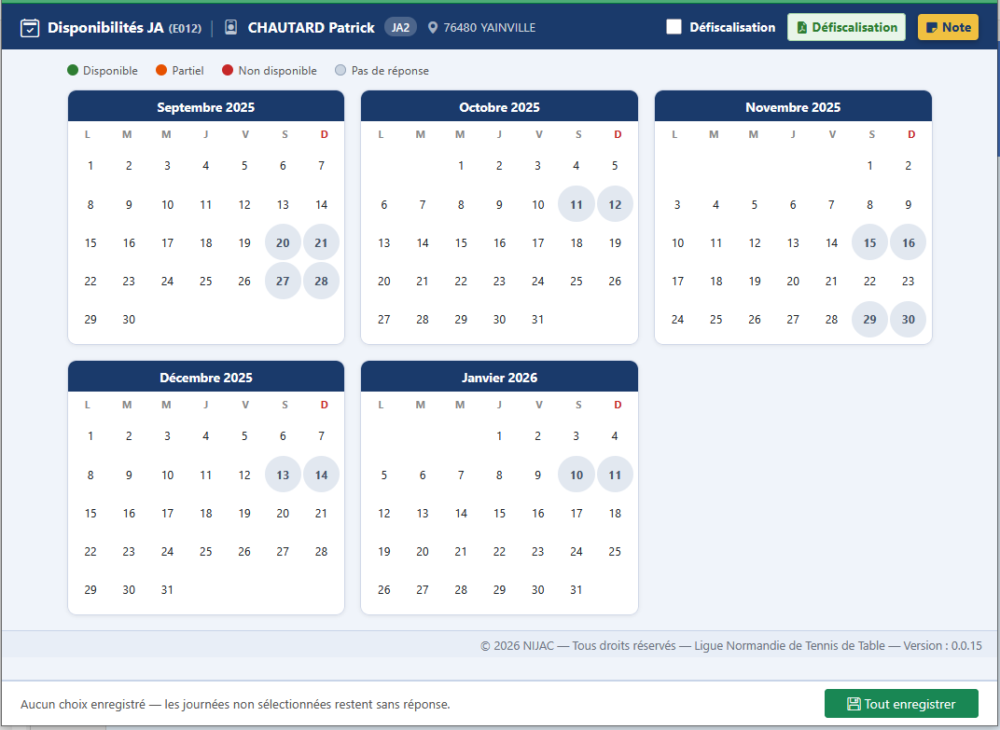 Disponibilités JA (E012) | CHAUTARD Patrick JA2 76480 YAINVILLE Défiscalisation Défiscalisation Note
Disponible Partiel Non disponible Pas de réponse
Septembre 2025
L M M J V S D
1 2 3 4 5 6 7
8 9 10 11 12 13 14
15 16 17 18 19 20 21
22 23 24 25 26 27 28
29 30
Octobre 2025
L M M J V S D
1 2 3 4 5
6 7 8 9 10 11 12
13 14 15 16 17 18 19
20 21 22 23 24 25 26
27 28 29 30 31
Novembre 2025
L M M J V S D
1 2
3 4 5 6 7 8 9
10 11 12 13 14 15 16
17 18 19 20 21 22 23
24 25 26 27 28 29 30
Décembre 2025
L M M J V S D
1 2 3 4 5 6 7
8 9 10 11 12 13 14
15 16 17 18 19 20 21
22 23 24 25 26 27 28
29 30 31
Janvier 2026
L M M J V S D
1 2 3 4
5 6 7 8 9 10 11
12 13 14 15 16 17 18
19 20 21 22 23 24 25
26 27 28 29 30 31
© 2026 NIJAC — Tous droits réservés — Ligue Normandie de Tennis de Table — Version : 0.0.15
Aucun choix enregistré — les journées non sélectionnées restent sans réponse.
Tout enregistrer